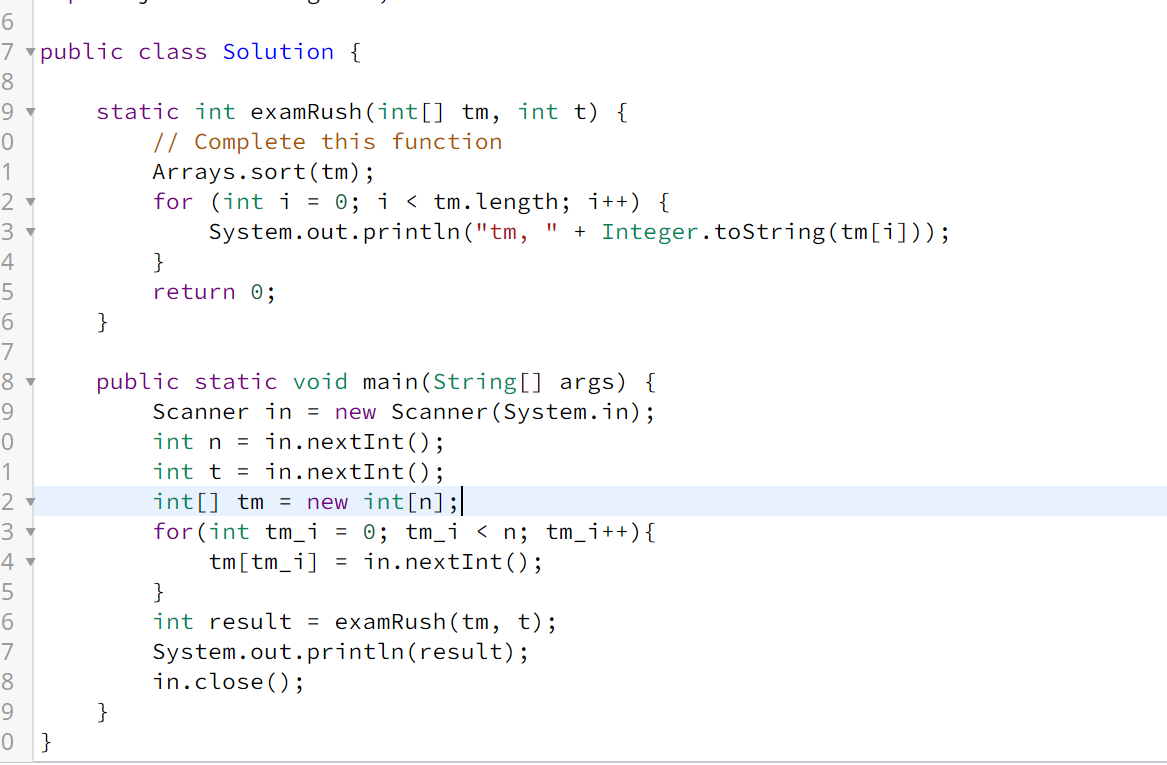 6
7 public class Solution {
8
9 static int examRush(int[] tm, int t) {
0 // Complete this function
1 Arrays.sort(tm);
2 for (int i = 0; i < tm.length; i++) {
3 System.out.println("tm, " + Integer.toString(tm[i]));
4 }
5 return 0;
6 }
7
8 public static void main(String[] args) {
9 Scanner in = new Scanner(System.in);
0 int n = in.nextInt();
1 int t = in.nextInt();
2 int[] tm = new int[n];
3 for(int tm_i = 0; tm_i < n; tm_i++){
4 tm[tm_i] = in.nextInt();
5 }
6 int result = examRush(tm, t);
7 System.out.println(result);
8 in.close();
9 }
0 }